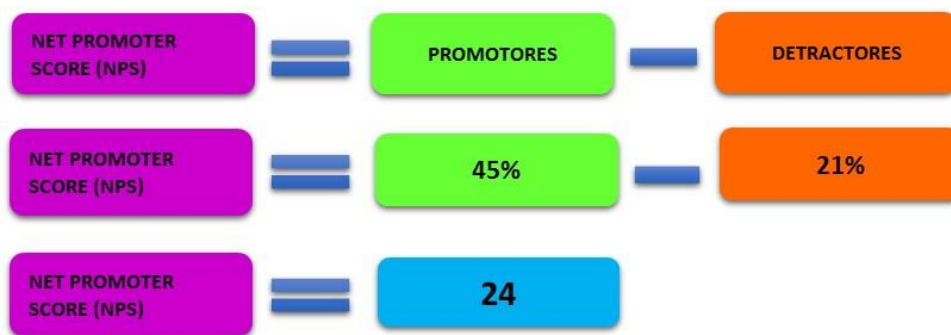 NET PROMOTER
SCORE (NPS)
PROMOTORES
DETRACTORES
NET PROMOTER
SCORE (NPS)
45%
21%
NET PROMOTER
SCORE (NPS)
24